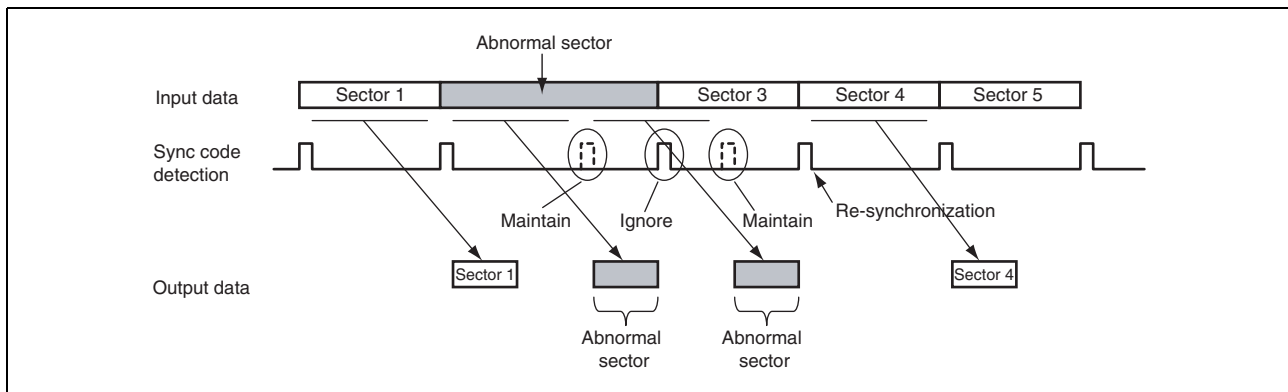 Abnormal sector
Input data
Sector 1
Sector 3
Sector 4
Sector 5
Sync code
detection
Maintain
Ignore
Maintain
Re-synchronization
Output data
Sector 1
Sector 4
Abnormal
sector
Abnormal
sector